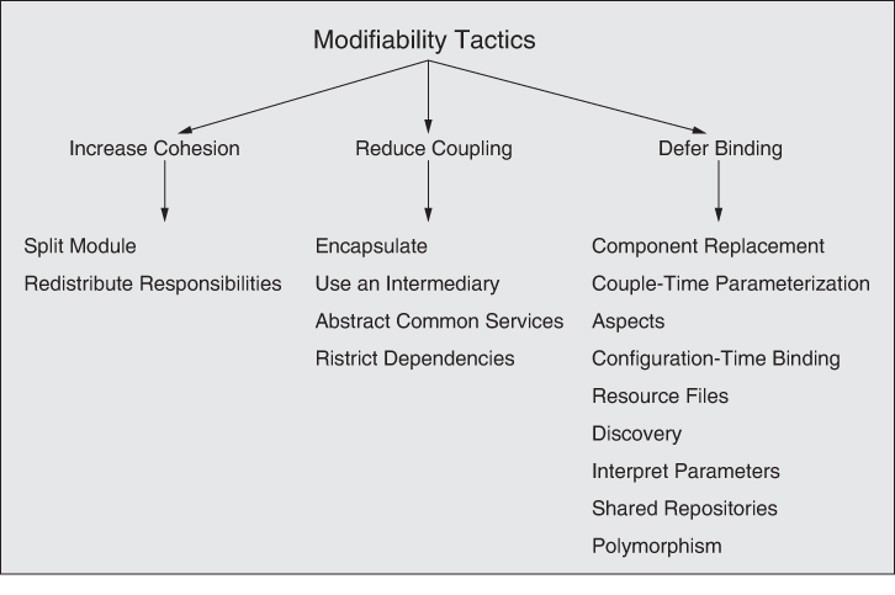 Modifiability Tactics
Increase Cohesion
Reduce Coupling
Defer Binding
Split Module
Redistribute Responsibilities
Encapsulate
Use an Intermediary
Abstract Common Services
Ristrict Dependencies
Component Replacement
Couple-Time Parameterization
Aspects
Configuration-Time Binding
Resource Files
Discovery
Interpret Parameters
Shared Repositories
Polymorphism